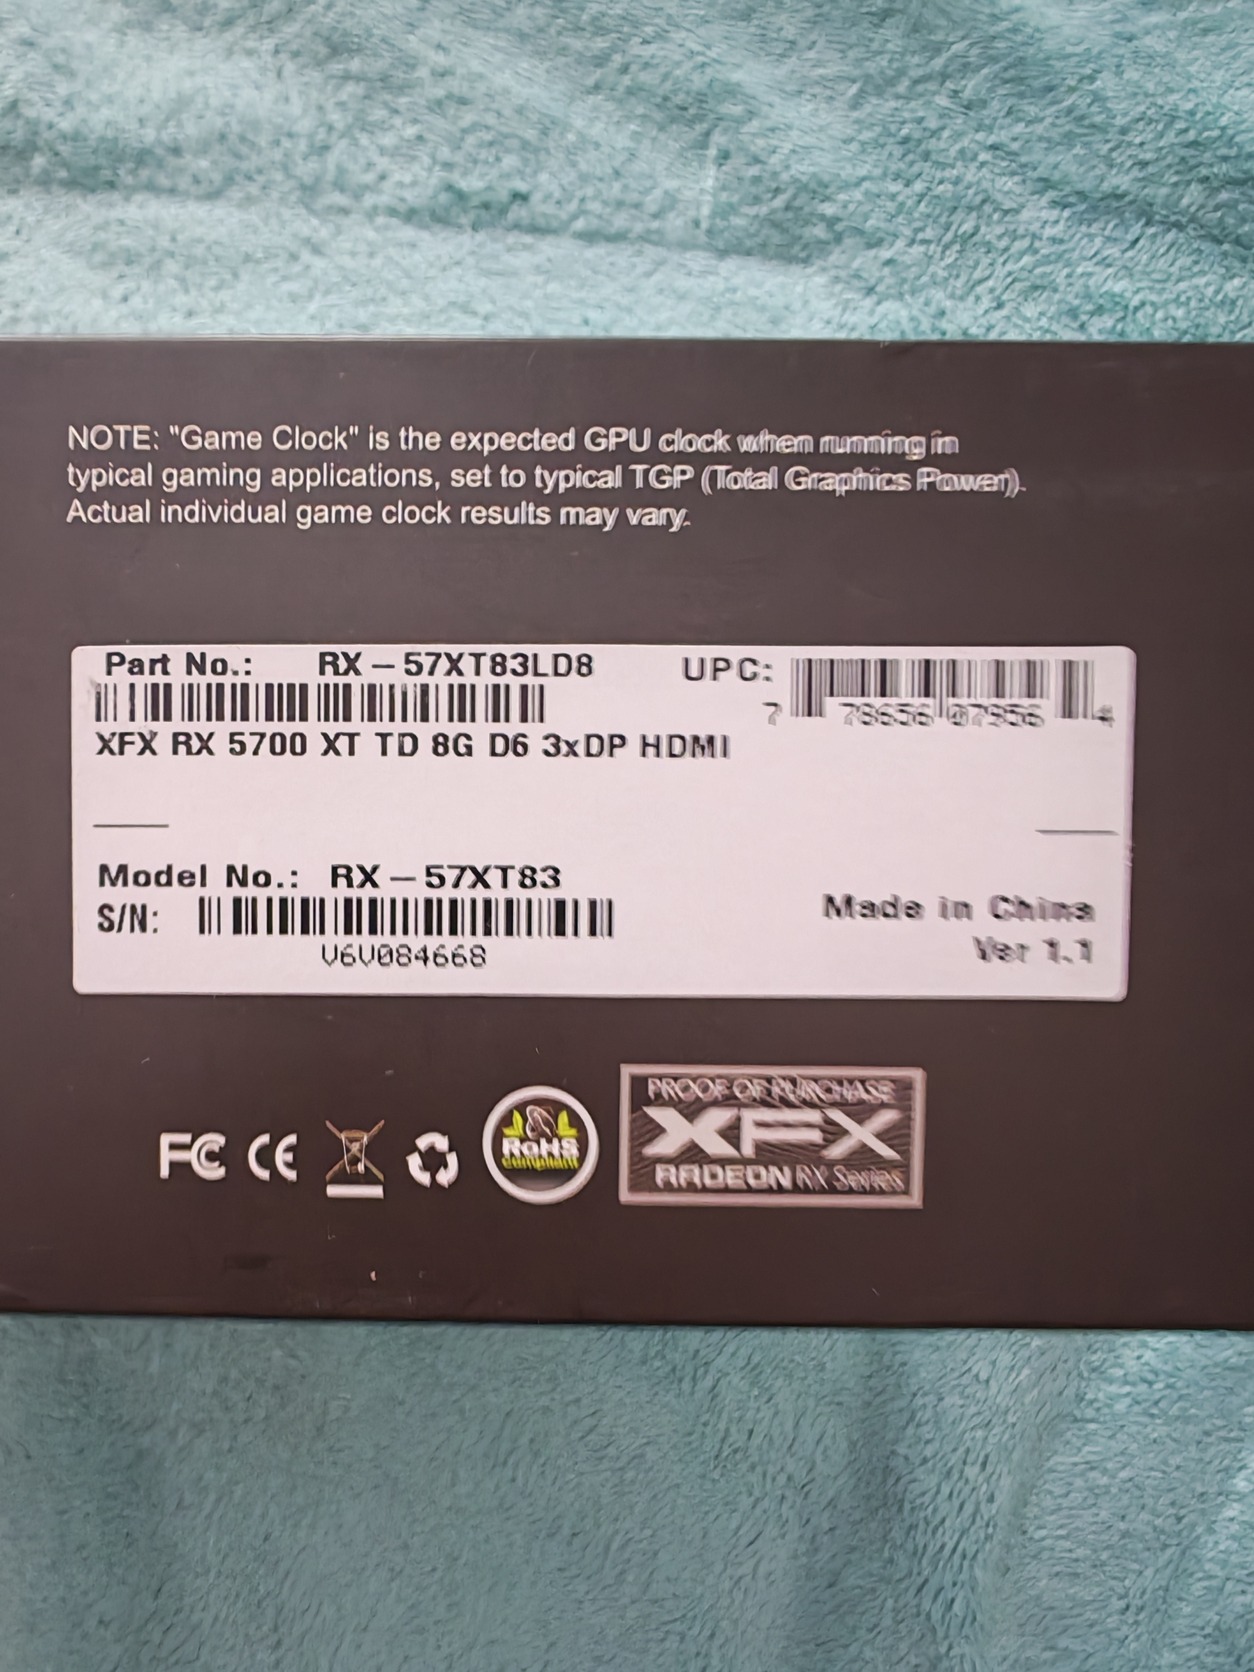 NOTE: "Game Clock" is the expected GPU clock when running in
typical gaming applications, set to typical TGP (Total Graphics Power).
Actual individual game clock results may vary.
Part No.: RX-57XT83LD8
UPC:
7 78656 07956 4
XFX RX 5700 XT TD 8G D6 3xDP HDMI
Model No.: RX-57XT83
S/N:
V6V084668
Made in China
Ver 1.1
FC CE
RoHS
compliant
PROOF OF PURCHASE
XFX
RADEON RX Series